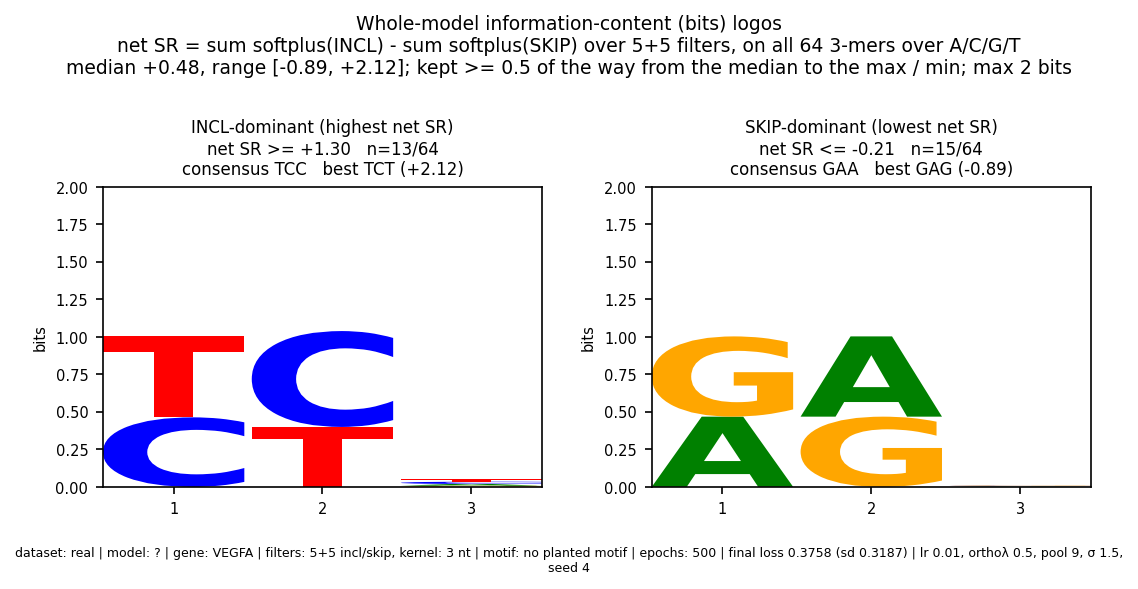 Whole-model information-content (bits) logos
net SR = sum softplus(INCL) - sum softplus(SKIP) over 5+5 filters, on all 64 3-mers over A/C/G/T
median +0.48, range [-0.89, +2.12]; kept >= 0.5 of the way from the median to the max / min; max 2 bits
INCL-dominant (highest net SR)
net SR >= +1.30 n=13/64
consensus TCC best TCT (+2.12)
2.00
1.75
1.50
1.25
1.00
0.75
0.50
0.25
0.00
bits
T
C
C
T
1
2
3
SKIP-dominant (lowest net SR)
net SR <= -0.21 n=15/64
consensus GAA best GAG (-0.89)
2.00
1.75
1.50
1.25
1.00
0.75
0.50
0.25
0.00
bits
G
A
A
G
1
2
3
dataset: real | model: ? | gene: VEGFA | filters: 5+5 incl/skip, kernel: 3 nt | motif: no planted motif | epochs: 500 | final loss 0.3758 (sd 0.3187) | lr 0.01, orthoλ 0.5, pool 9, σ 1.5,
seed 4